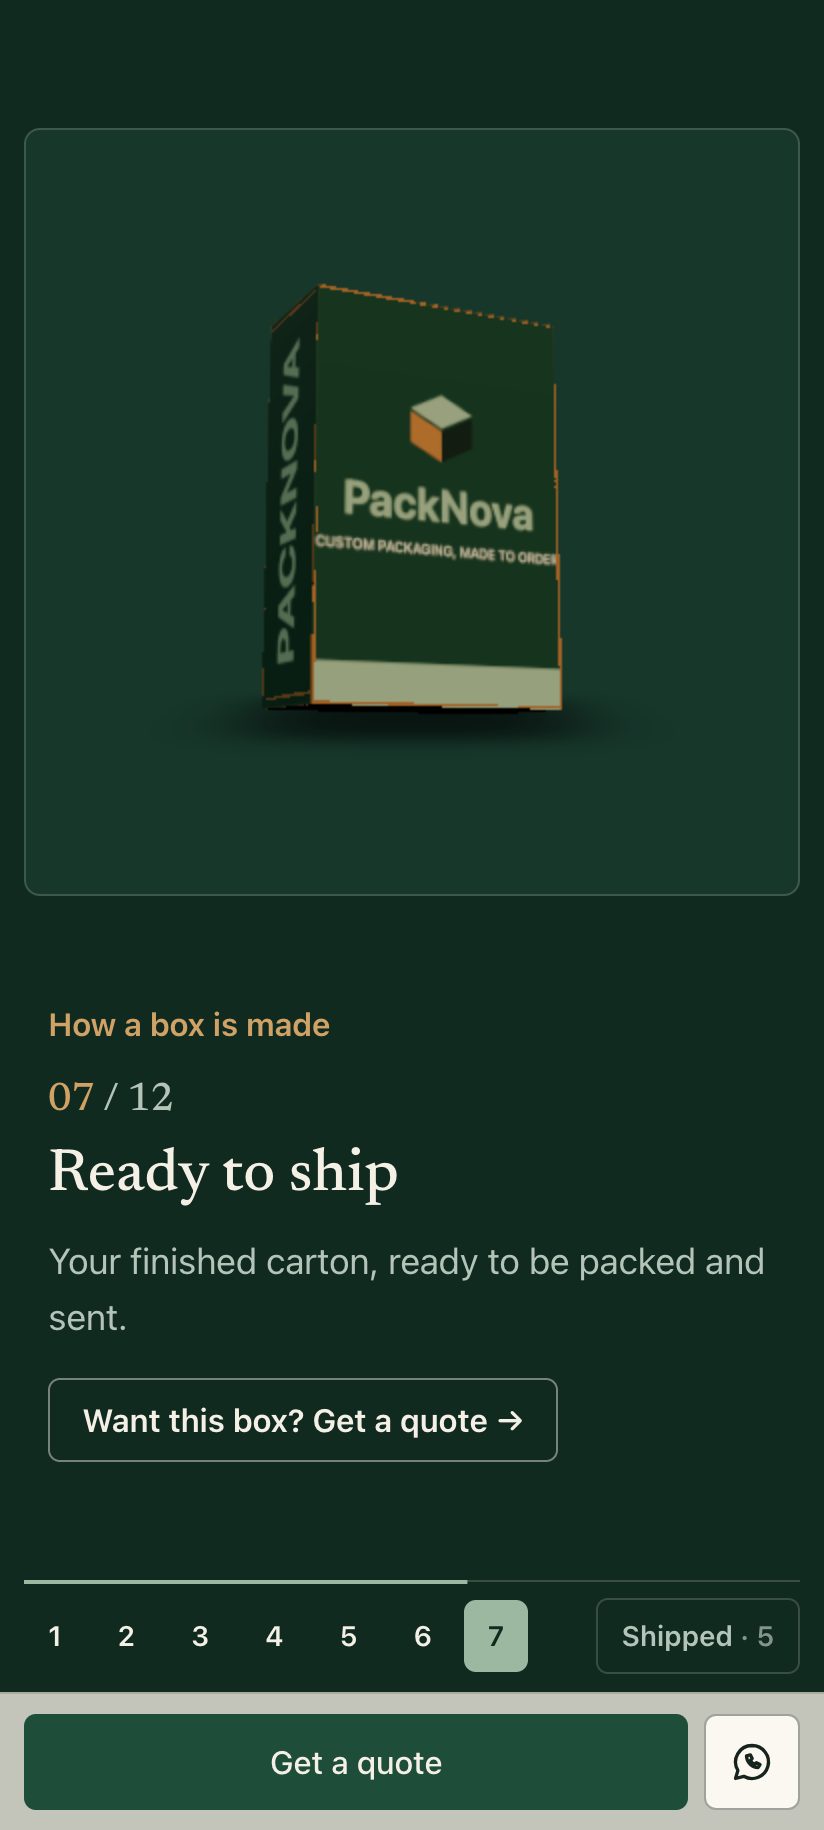 PACKNOVA
PackNova
CUSTOM PACKAGING, MADE TO ORDER
How a box is made
07 / 12
Ready to ship
Your finished carton, ready to be packed and
sent.
Want this box? Get a quote →
1 2 3 4 5 6 7 Shipped · 5
Get a quote